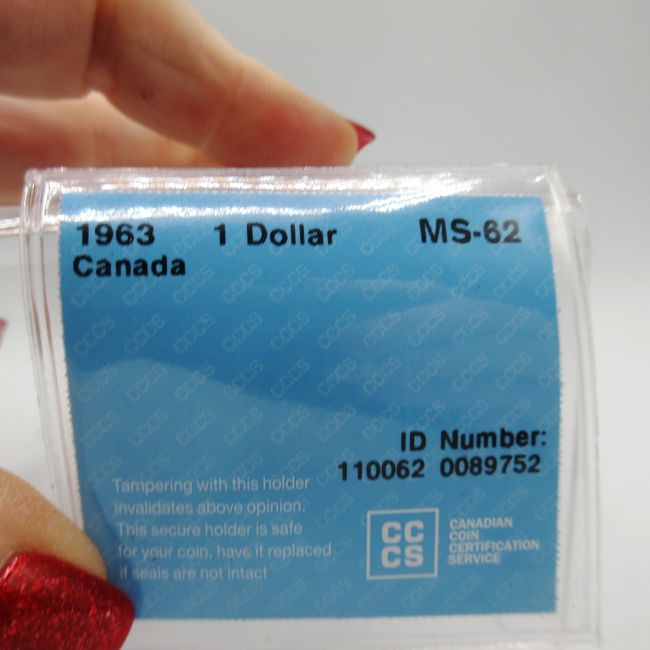 1963 1 Dollar MS-62
Canada
ID Number:
110062 0089752
Tampering with this holder
invalidates above opinion.
This secure holder is safe
for your coin, have it replaced
if seals are not intact
CC
CS
CANADIAN
COIN
CERTIFICATION
SERVICE